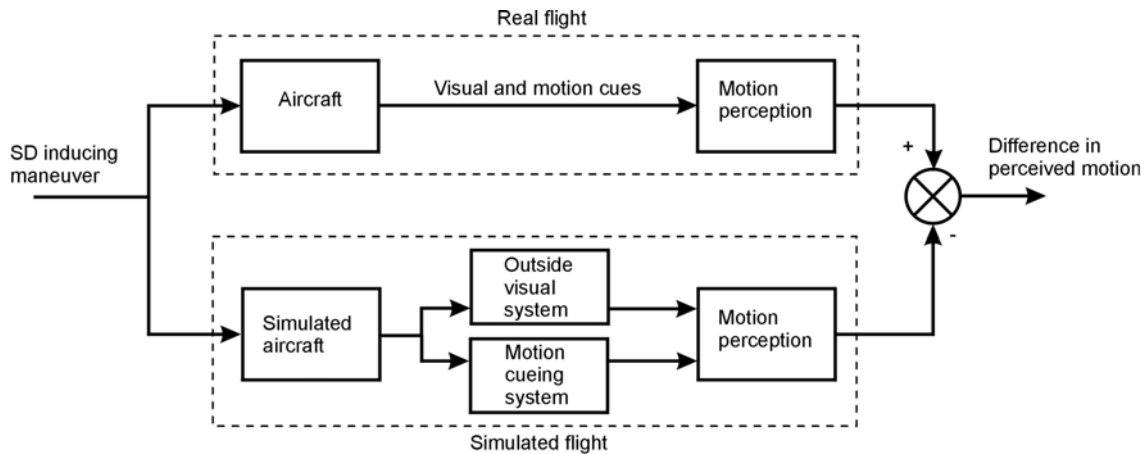 Real flight
Aircraft
Visual and motion cues
Motion
perception
SD inducing
maneuver
+
Difference in
perceived motion
-
Simulated
aircraft
Outside
visual
system
Motion
cueing
system
Motion
perception
Simulated flight